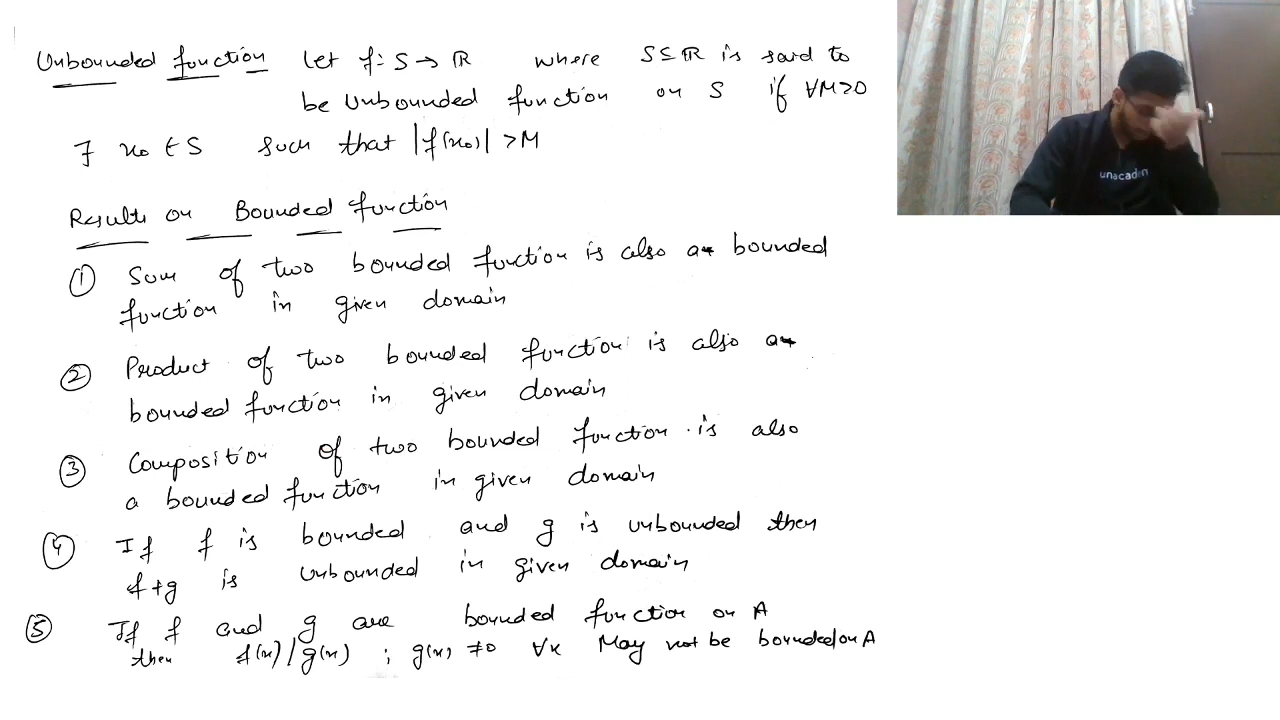 Unbounded function Let f: S → ℝ where S ⊆ ℝ is said to
be unbounded function on S if ∀M>0
∃ x₀ ∈ S such that |f(x₀)| > M
Results on Bounded function
① Sum of two bounded function is also a bounded
function in given domain
② Product of two bounded function is also a
bounded function in given domain
③ Composition of two bounded function is also
a bounded function in given domain
④ If f is bounded and g is unbounded then
f+g is unbounded in given domain
⑤ If f and g are bounded function on A
then f(x)/g(x) ; g(x) ≠0 ∀x May not be bounded on A